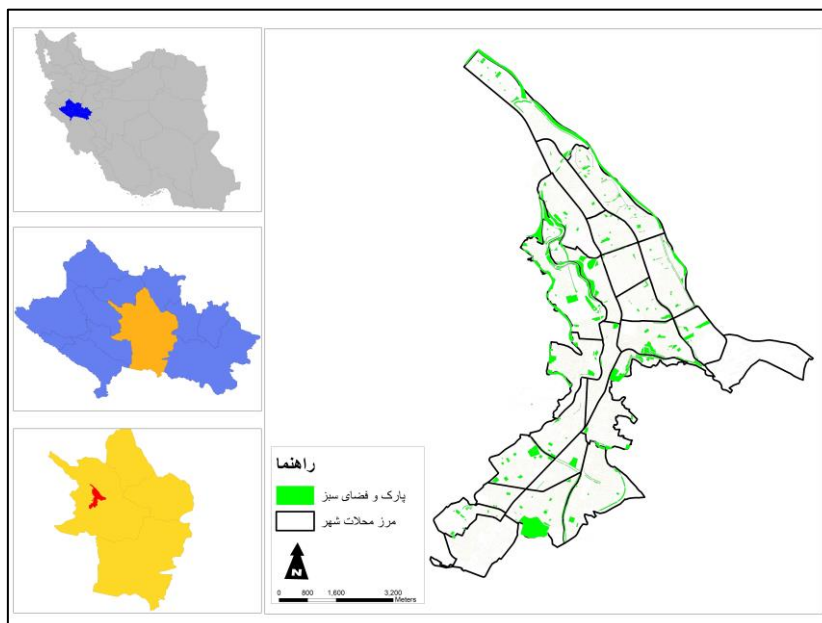 راهنما
پارک و فضای سبز
مرز محلات شهر
N
0 800 1,600 3,200
Meters